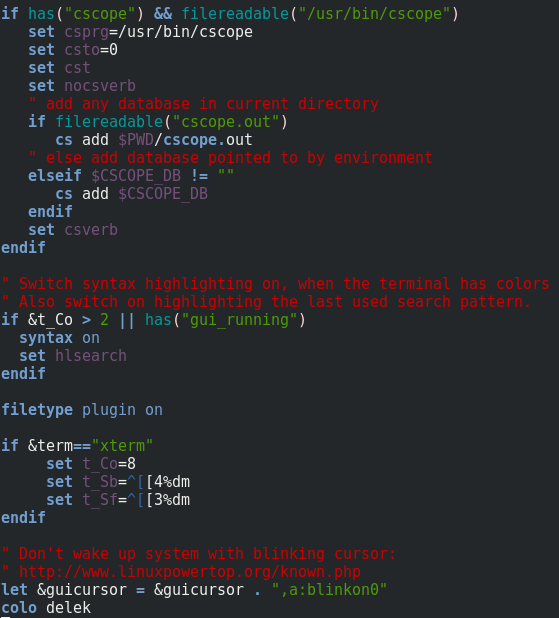 if has("cscope") && filereadable("/usr/bin/cscope")
   set csprg=/usr/bin/cscope
   set csto=0
   set cst
   set nocsverb
   " add any database in current directory
   if filereadable("cscope.out")
      cs add $PWD/cscope.out
   " else add database pointed to by environment
   elseif $CSCOPE_DB != ""
      cs add $CSCOPE_DB
   endif
   set csverb
endif

" Switch syntax highlighting on, when the terminal has colors
" Also switch on highlighting the last used search pattern.
if &t_Co > 2 || has("gui_running")
  syntax on
  set hlsearch
endif

filetype plugin on

if &term=="xterm"
     set t_Co=8
     set t_Sb=^[[4%dm
     set t_Sf=^[[3%dm
endif

" Don't wake up system with blinking cursor:
" http://www.linuxpowertop.org/known.php
let &guicursor = &guicursor . ",a:blinkon0"
colo delek